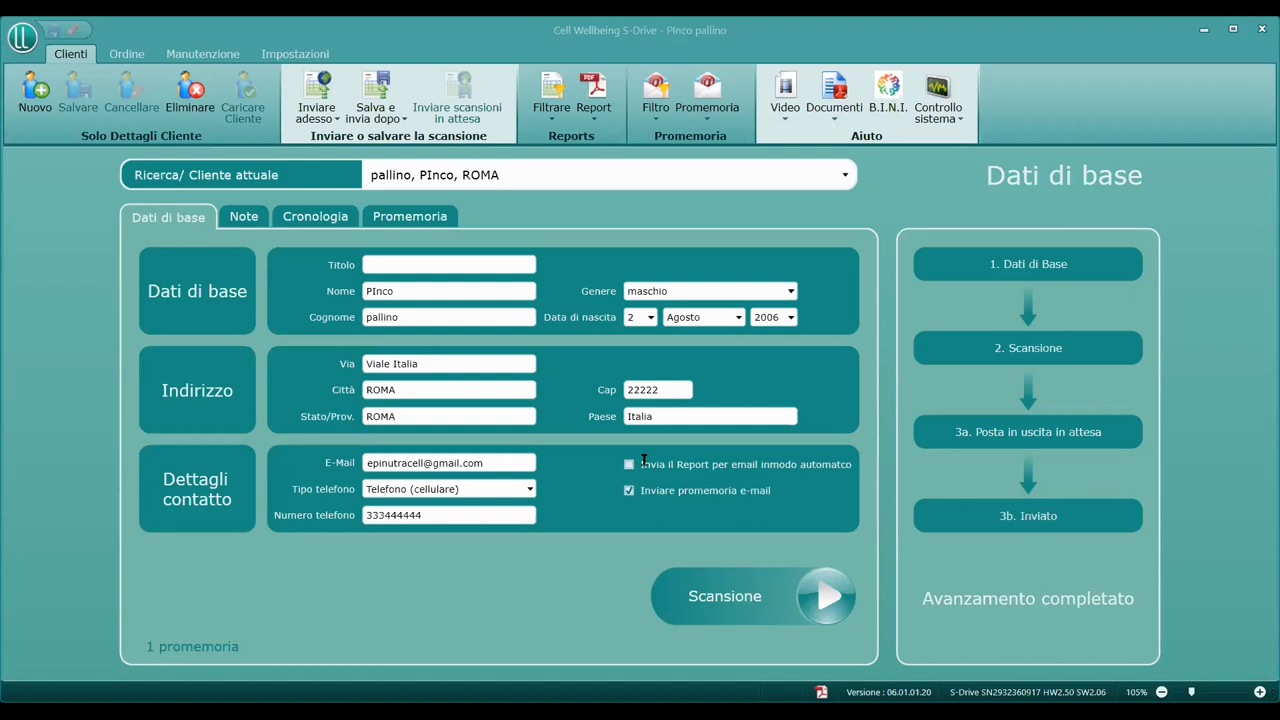 Cell Wellbeing S-Drive - PInco pallino
Clienti Ordine Manutenzione Impostazioni
Nuovo Salvare Cancellare Eliminare Caricare Cliente
Solo Dettagli Cliente
Inviare adesso Salva e invia dopo Inviare scansioni in attesa
Inviare o salvare la scansione
Filtrare Report
Reports
Filtro Promemoria
Promemoria
Video Documenti B.I.N.I. Controllo sistema
Aiuto
Ricerca/ Cliente attuale pallino, PInco, ROMA
Dati di base
Dati di base Note Cronologia Promemoria
Dati di base
Titolo
Nome PInco Genere maschio
Cognome pallino Data di nascita 2 Agosto 2006
Indirizzo
Via Viale Italia
Città ROMA Cap 22222
Stato/Prov. ROMA Paese Italia
Dettagli contatto
E-Mail epinutracell@gmail.com Invia il Report per email inmodo automatco
Tipo telefono Telefono (cellulare) Inviare promemoria e-mail
Numero telefono 333444444
Scansione
1 promemoria
1. Dati di Base
2. Scansione
3a. Posta in uscita in attesa
3b. Inviato
Avanzamento completato
Versione : 06.01.01.20 S-Drive SN2932360917 HW2.50 SW2.06 105%